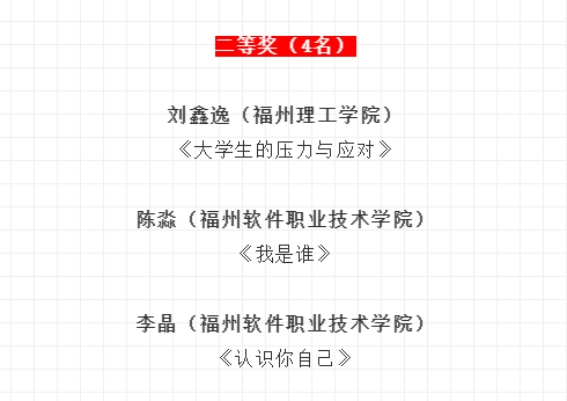 二等奖（4名）
刘鑫逸（福州理工学院）
《大学生的压力与应对》
陈淼（福州软件职业技术学院）
《我是谁》
李晶（福州软件职业技术学院）
《认识你自己》